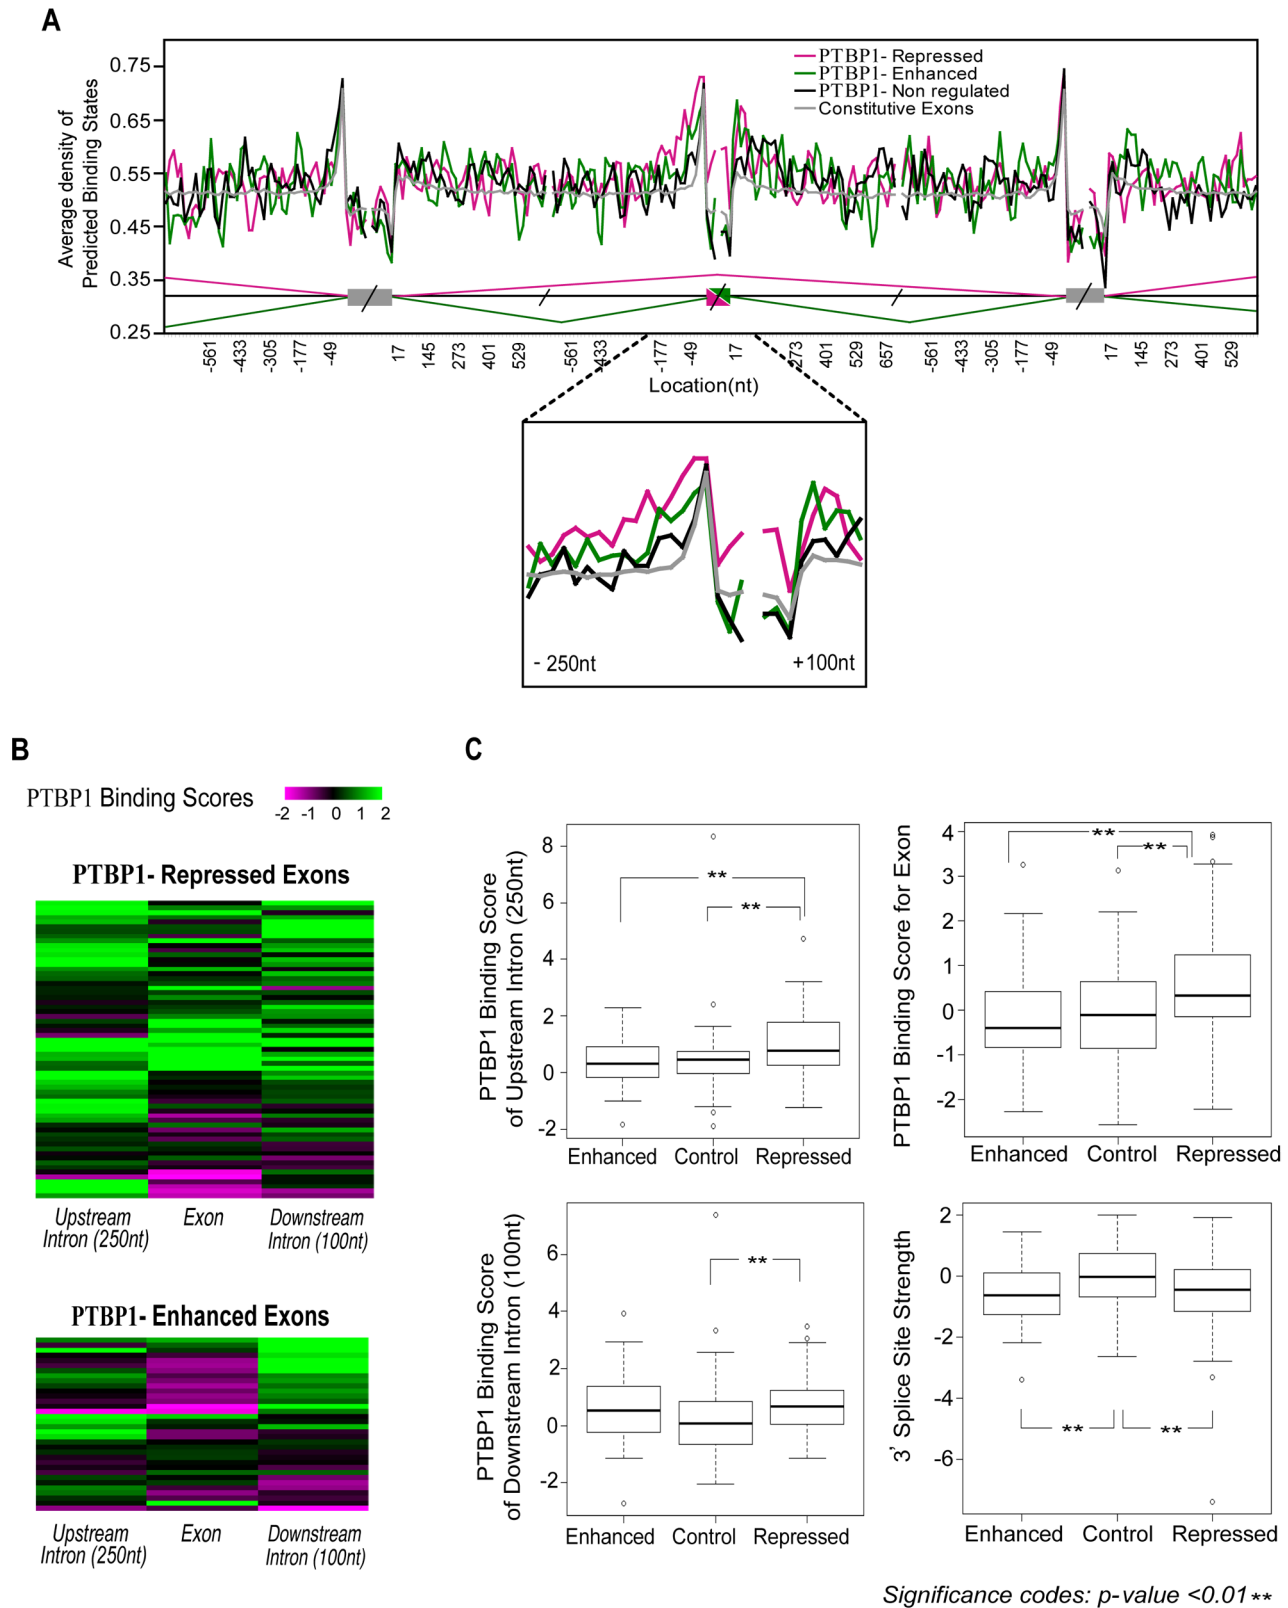 A
Average density of
Predicted Binding States
0.75
0.65
0.55
0.45
0.35
0.25
PTBP1- Repressed
PTBP1- Enhanced
PTBP1- Non regulated
Constitutive Exons
-561 -433 -305 -1777 -49 17 145 273 401 529 -561 -433 -1777 -49 17 273 401 529 657 -561 -433 -305 -1777 -49 17 145 273 401 529
Location(nt)
- 250nt +100nt
B
PTBP1 Binding Scores
-2 -1 0 1 2
PTBP1- Repressed Exons
Upstream
Intron (250nt)
Exon
Downstream
Intron (100nt)
PTBP1- Enhanced Exons
Upstream
Intron (250nt)
Exon
Downstream
Intron (100nt)
C
PTBP1 Binding Score
of Upstream Intron (250nt)
8
6
4
2
0
-2
**
**
Enhanced Control Repressed
PTBP1 Binding Score for Exon
4
3
2
1
0
-1
-2
**
**
Enhanced Control Repressed
PTBP1 Binding Score
of Downstream Intron (100nt)
6
4
2
0
-2
**
Enhanced Control Repressed
3' Splice Site Strength
2
0
-2
-4
-6
** **
Enhanced Control Repressed
Significance codes: p-value <0.01**